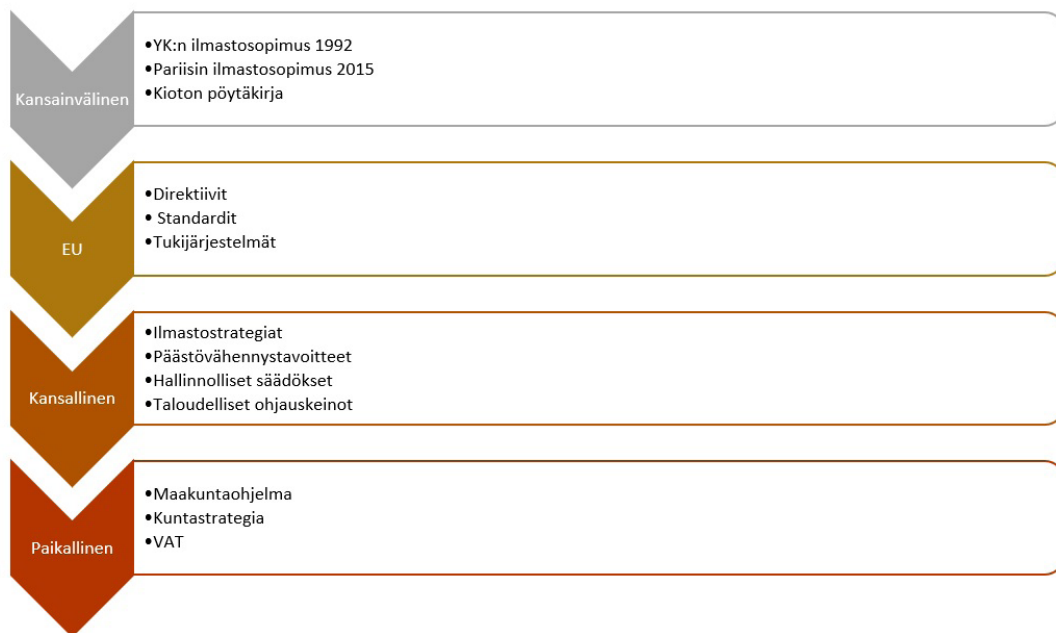 Kansainvälinen
•YK:n ilmastosopimus 1992
•Pariisin ilmastosopimus 2015
•Kioton pöytäkirja
EU
•Direktiivit
• Standardit
•Tukijärjestelmät
Kansallinen
•Ilmastostrategiat
•Päästövähennystavoitteet
•Hallinnolliset säädökset
•Taloudelliset ohjauskeinot
Paikallinen
•Maakuntaohjelma
•Kuntastrategia
•VAT